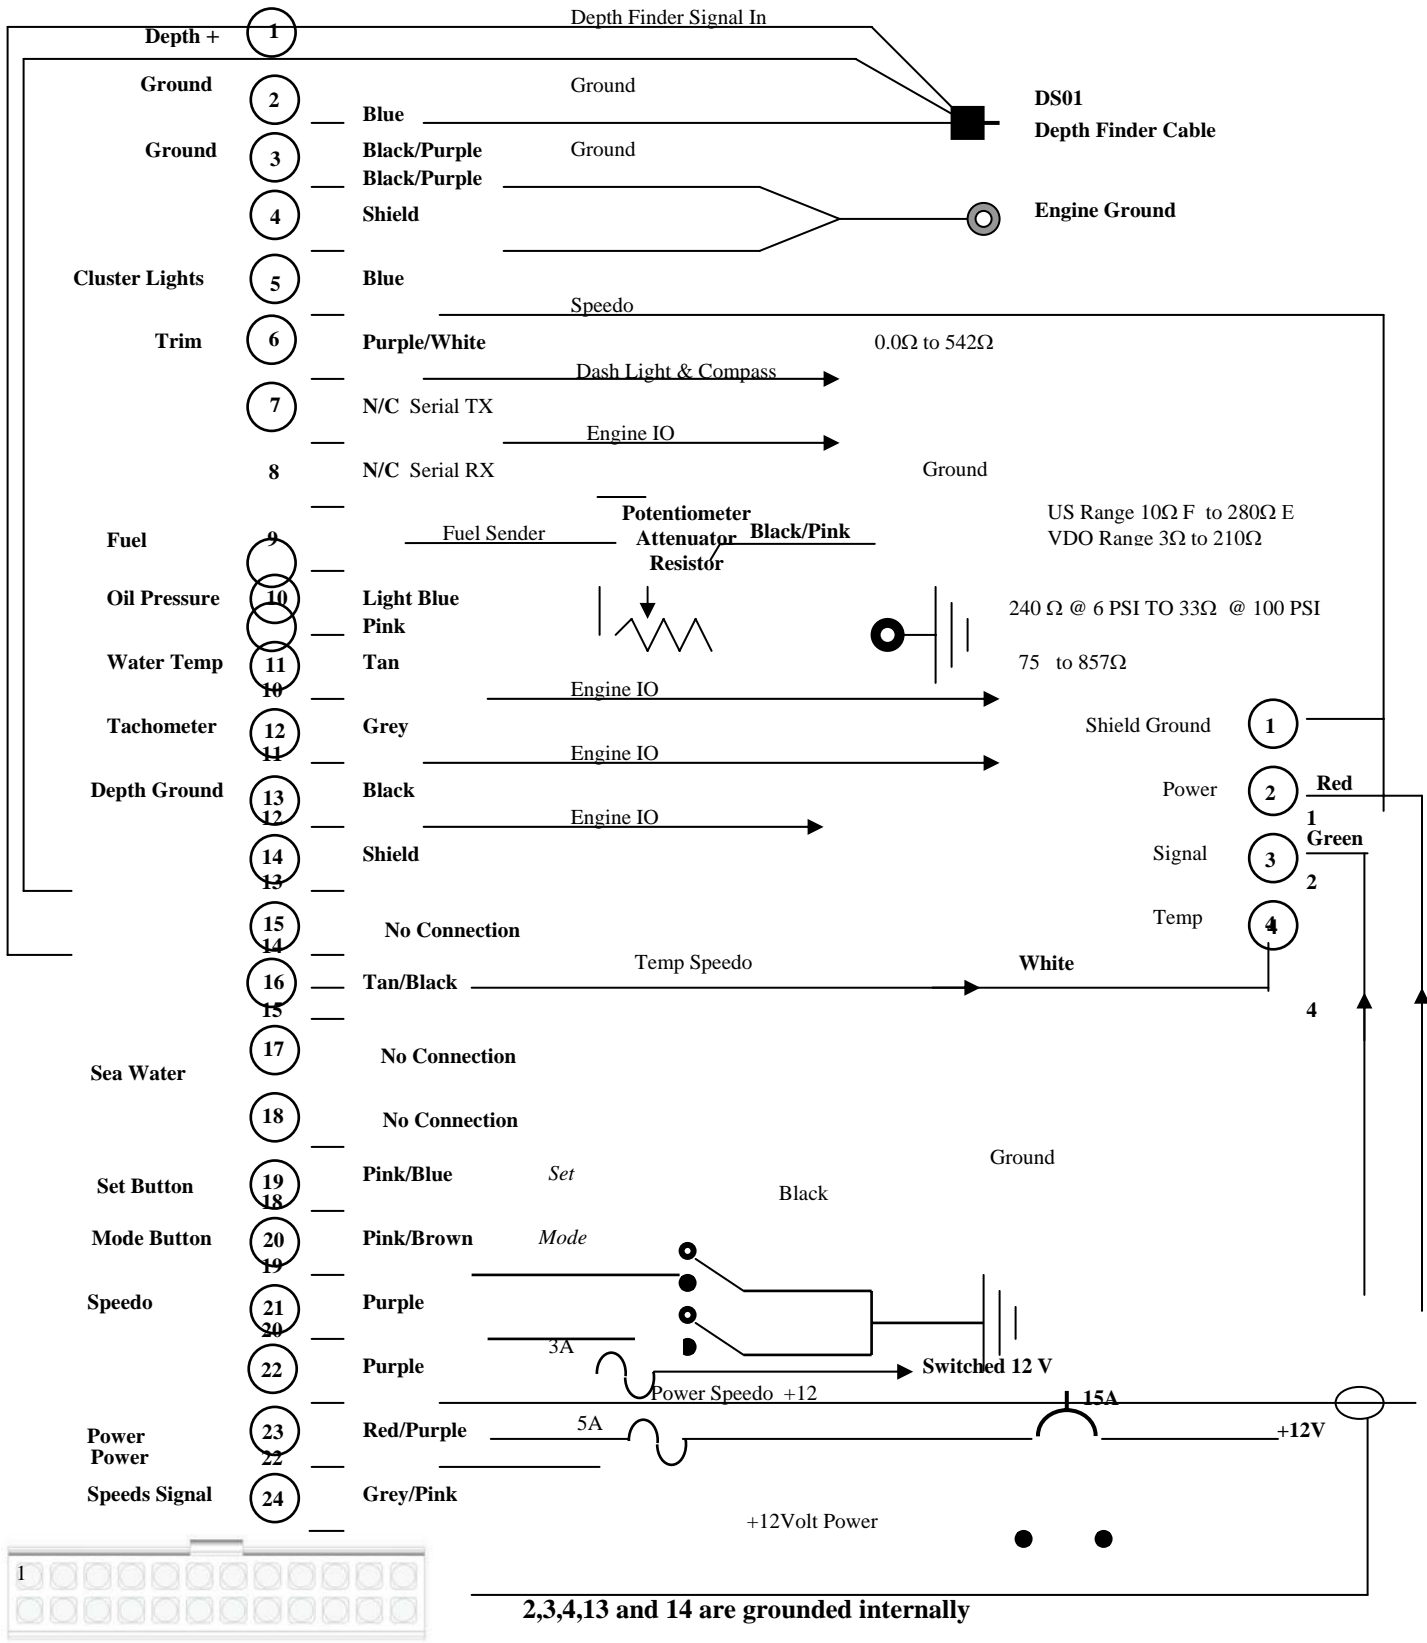 Depth Finder Signal In
Depth + 1
Ground 2 Ground
Blue
DS01
Depth Finder Cable
Ground 3 Black/Purple Ground
Black/Purple
4 Shield
Engine Ground
Cluster Lights 5 Blue
Speedo
Trim 6 Purple/White 0.0Ω to 542Ω
Dash Light & Compass
7 N/C Serial TX
Engine IO
8 N/C Serial RX Ground
Potentiometer
Attenuator
Resistor
US Range 10Ω F to 280Ω E
VDO Range 3Ω to 210Ω
Fuel 9 Fuel Sender Black/Pink
Oil Pressure 10 Light Blue
240 Ω @ 6 PSI TO 33Ω @ 100 PSI
Pink
Water Temp 11 Tan 75 to 857Ω
10 Engine IO
Tachometer 12 Grey Shield Ground 1
11 Engine IO
Depth Ground 13 Black Power 2 Red
12 Engine IO 1
Green
14 Shield Signal 3
13 2
15 No Connection Temp 4 4
14
Temp Speedo White
16 Tan/Black
15 4
17 No Connection
Sea Water
18 No Connection
Ground
Set Button 19 Pink/Blue Set
18 Black
Mode Button 20 Pink/Brown Mode
19
Speedo 21 Purple
20
3A
22 Purple Switched 12 V
Power Speedo +12 15A
23 Red/Purple 5A +12V
Power
Power 22
Speeds Signal 24 Grey/Pink
+12Volt Power
1
2,3,4,13 and 14 are grounded internally